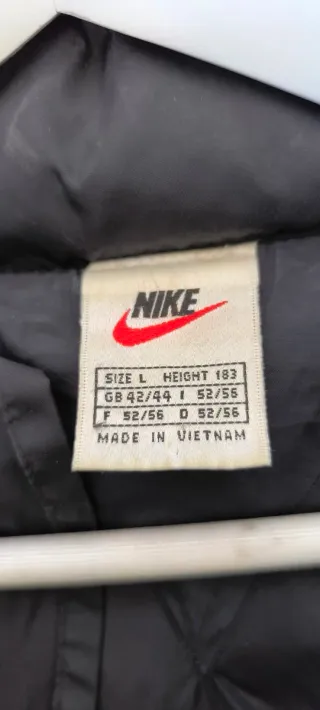 NIKE
SIZE L HEIGHT 183
GB 42/44 I 52/56
F 52/56 D 52/56
MADE IN VIETNAM